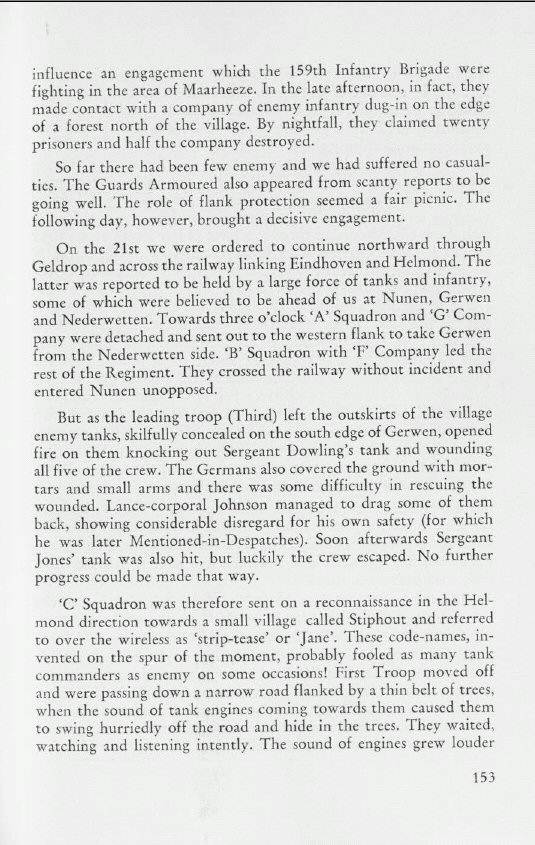 influence an engagement which the 159th Infantry Brigade were
fighting in the area of Maarheeze. In the late afternoon, in fact, they
made contact with a company of enemy infantry dug-in on the edge
of a forest north of the village. By nightfall, they claimed twenty
prisoners and half the company destroyed.
So far there had been few enemy and we had suffered no casual-
ties. The Guards Armoured also appeared from scanty reports to be
going well. The role of flank protection seemed a fair picnic. The
following day, however, brought a decisive engagement.
On the 21st we were ordered to continue northward through
Geldrop and across the railway linking Eindhoven and Helmond. The
latter was reported to be held by a large force of tanks and infantry,
some of which were believed to be ahead of us at Nunen, Gerwen
and Nederwetten. Towards three o'clock 'A' Squadron and 'G' Com-
pany were detached and sent out to the western flank to take Gerwen
from the Nederwetten side. 'B' Squadron with 'F' Company led the
rest of the Regiment. They crossed the railway without incident and
entered Nunen unopposed.
But as the leading troop (Third) left the outskirts of the village
enemy tanks, skilfully concealed on the south edge of Gerwen, opened
fire on them knocking out Sergeant Dowling's tank and wounding
all five of the crew. The Germans also covered the ground with mor-
tars and small arms and there was some difficulty in rescuing the
wounded. Lance-corporal Johnson managed to drag some of them
back, showing considerable disregard for his own safety (for which
he was later Mentioned-in-Despatches). Soon afterwards Sergeant
Jones' tank was also hit, but luckily the crew escaped. No further
progress could be made that way.
'C' Squadron was therefore sent on a reconnaissance in the Hel-
mond direction towards a small village called Stiphout and referred
to over the wireless as 'strip-tease' or 'Jane'. These code-names, in-
vented on the spur of the moment, probably fooled as many tank
commanders as enemy on some occasions! First Troop moved off
and were passing down a narrow road flanked by a thin belt of trees,
when the sound of tank engines coming towards them caused them
to swing hurriedly off the road and hide in the trees. They waited,
watching and listening intently. The sound of engines grew louder
153